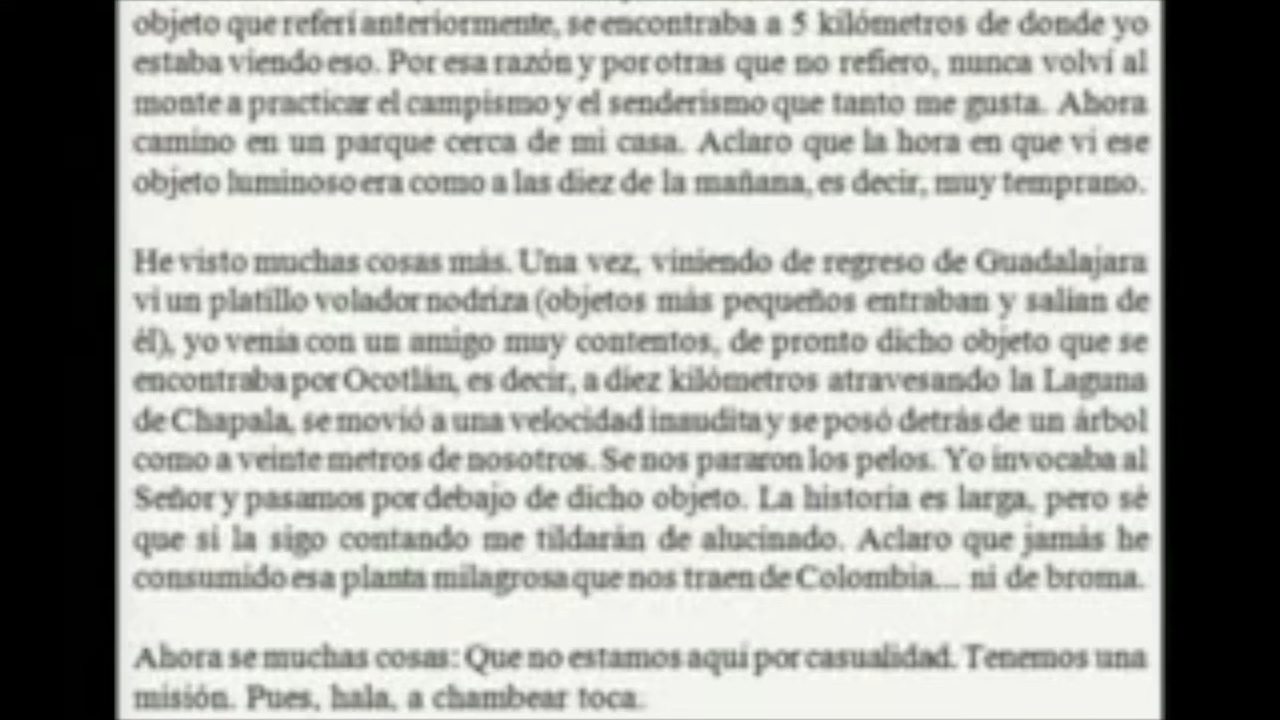 objeto que referí anteriormente, se encontraba a 5 kilómetros de donde yo
estaba viendo eso. Por esa razón y por otras que no refiero, nunca volví al
monte a practicar el campismo y el senderismo que tanto me gusta. Ahora
camino en un parque cerca de mi casa. Aclaro que la hora en que vi ese
objeto luminoso era como a las diez de la mañana, es decir, muy temprano.
He visto muchas cosas más. Una vez, viniendo de regreso de Guadalajara
vi un platillo volador nodriza (objetos más pequeños entraban y salían de
él), yo venía con un amigo muy contentos, de pronto dicho objeto que se
encontraba por Ocotlán, es decir, a diez kilómetros atravesando la Laguna
de Chapala, se movió a una velocidad inaudita y se posó detrás de un árbol
como a veinte metros de nosotros. Se nos pararon los pelos. Yo invocaba al
Señor y pasamos por debajo de dicho objeto. La historia es larga, pero sé
que si la sigo contando me tildarán de alucinado. Aclaro que jamás he
consumido esa planta milagrosa que nos traen de Colombia... ni de broma.
Ahora se muchas cosas: Que no estamos aquí por casualidad. Tenemos una
misión. Pues, hala, a chambear toca.